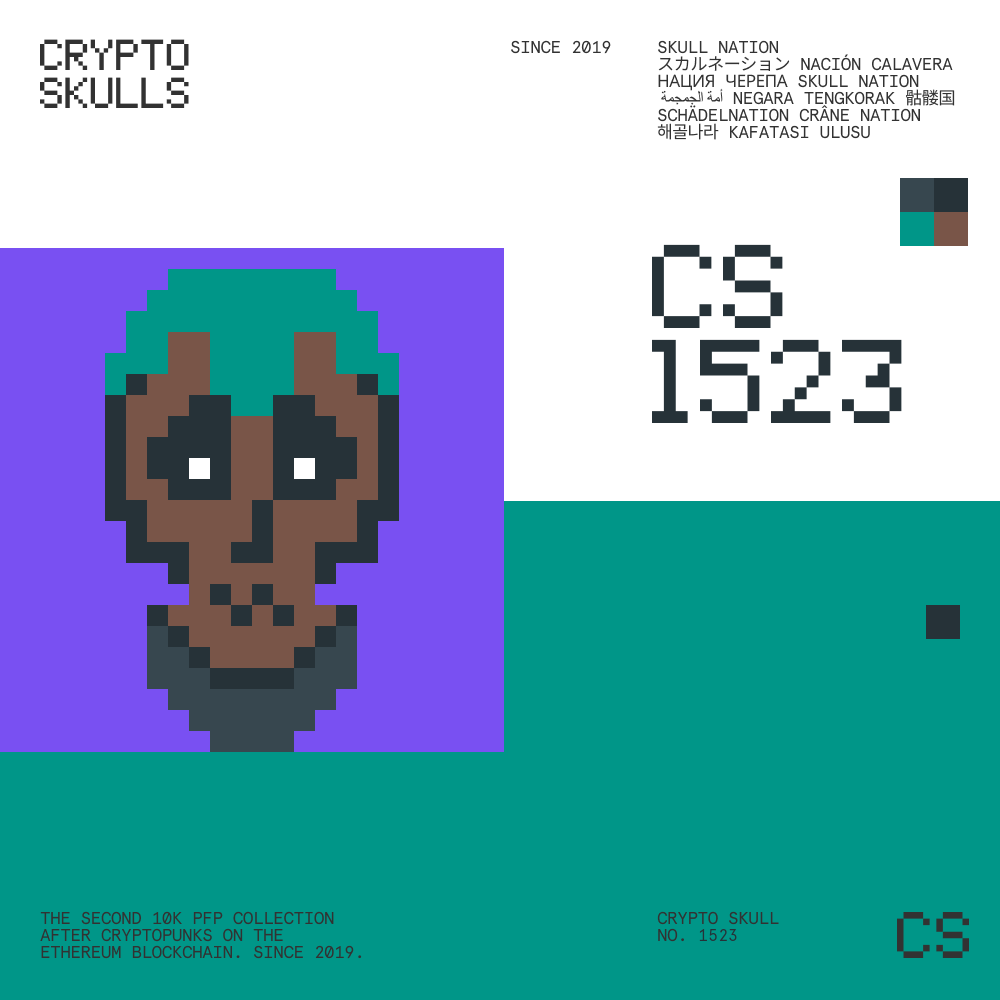 CRYPTO
SKULLS
SINCE 2019
SKULL NATION
スカルネーション NACIÓN CALAVERA
НАЦИЯ ЧЕРЕПА SKULL NATION
أمة الجمجمة NEGARA TENGKORAK 骷髅国
SCHÄDELNATION CRÂNE NATION
해골나라 KAFATASI ULUSU
CS
1523
THE SECOND 10K PFP COLLECTION
AFTER CRYPTOPUNKS ON THE
ETHEREUM BLOCKCHAIN. SINCE 2019.
CRYPTO SKULL
NO. 1523
CS